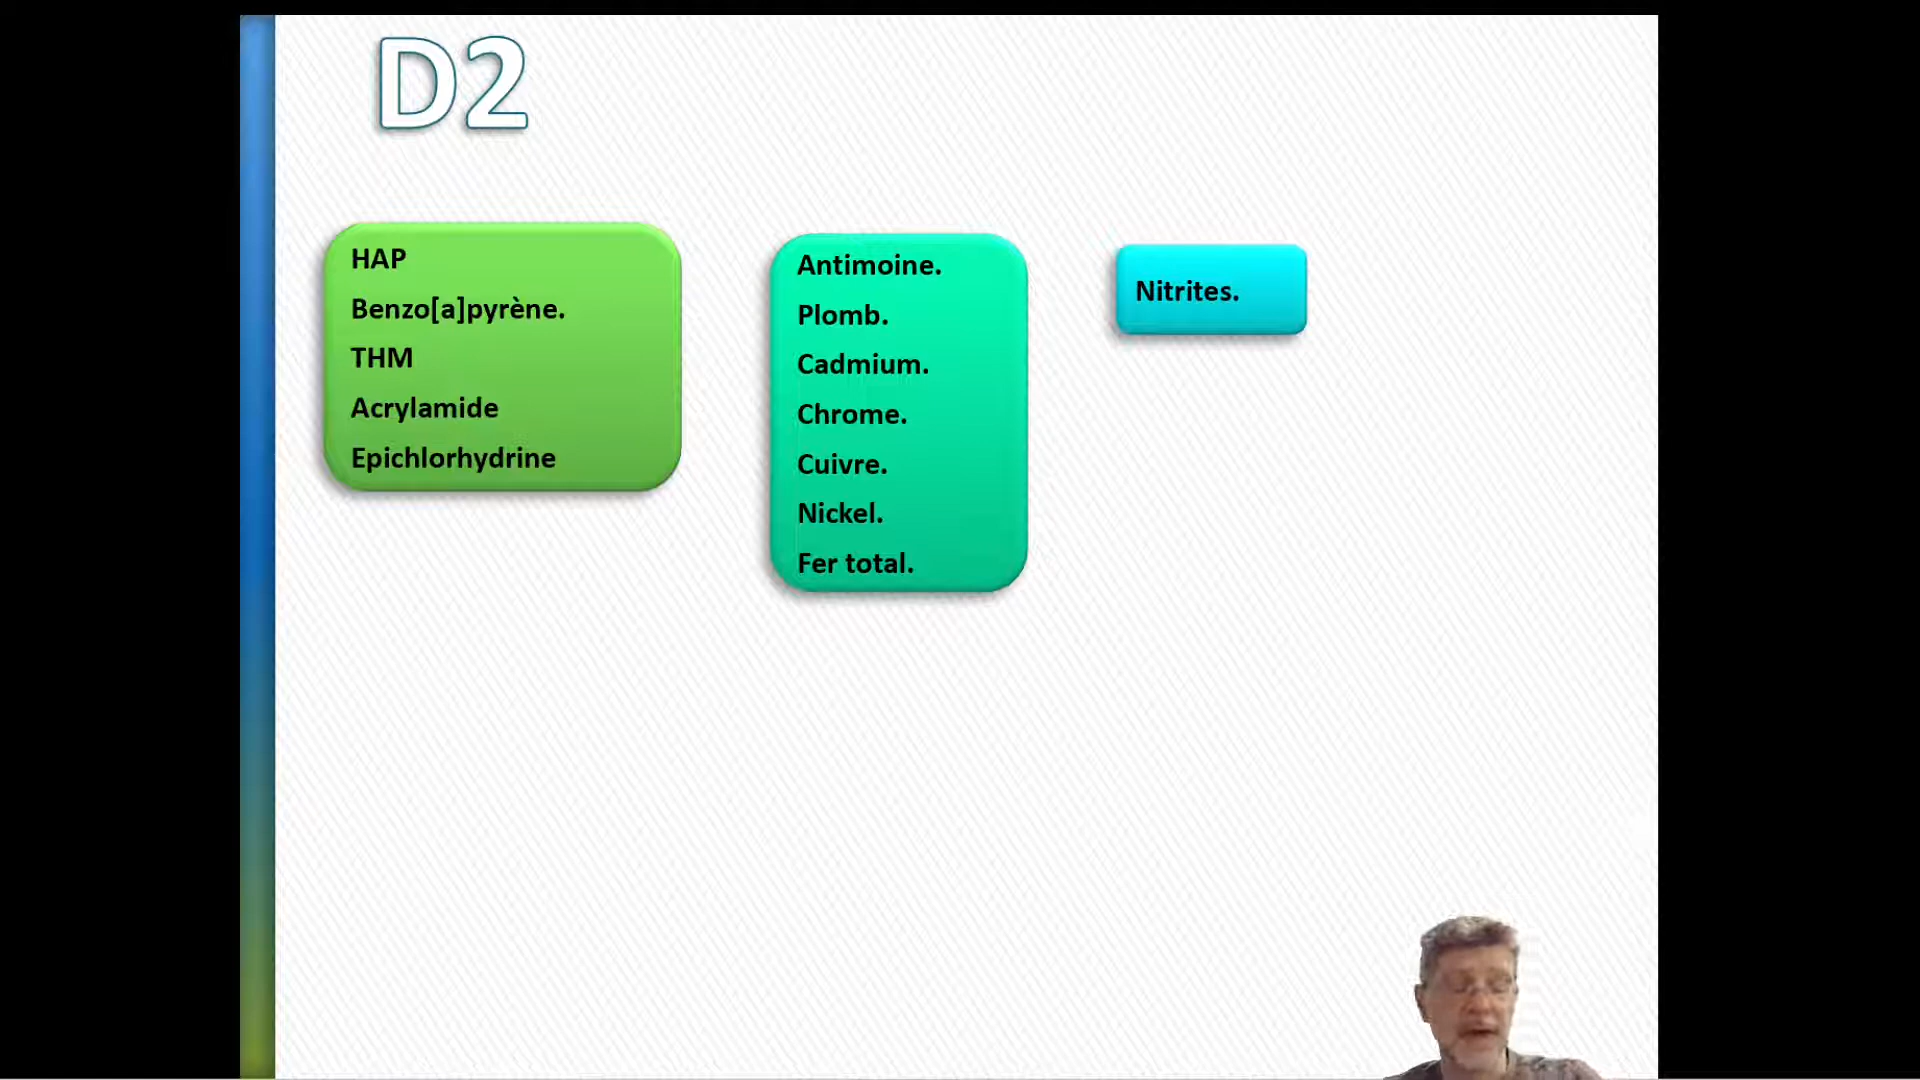 D2
HAP
Benzo[a]pyrène.
THM
Acrylamide
Epichlorhydrine
Antimoine.
Plomb.
Cadmium.
Chrome.
Cuivre.
Nickel.
Fer total.
Nitrites.